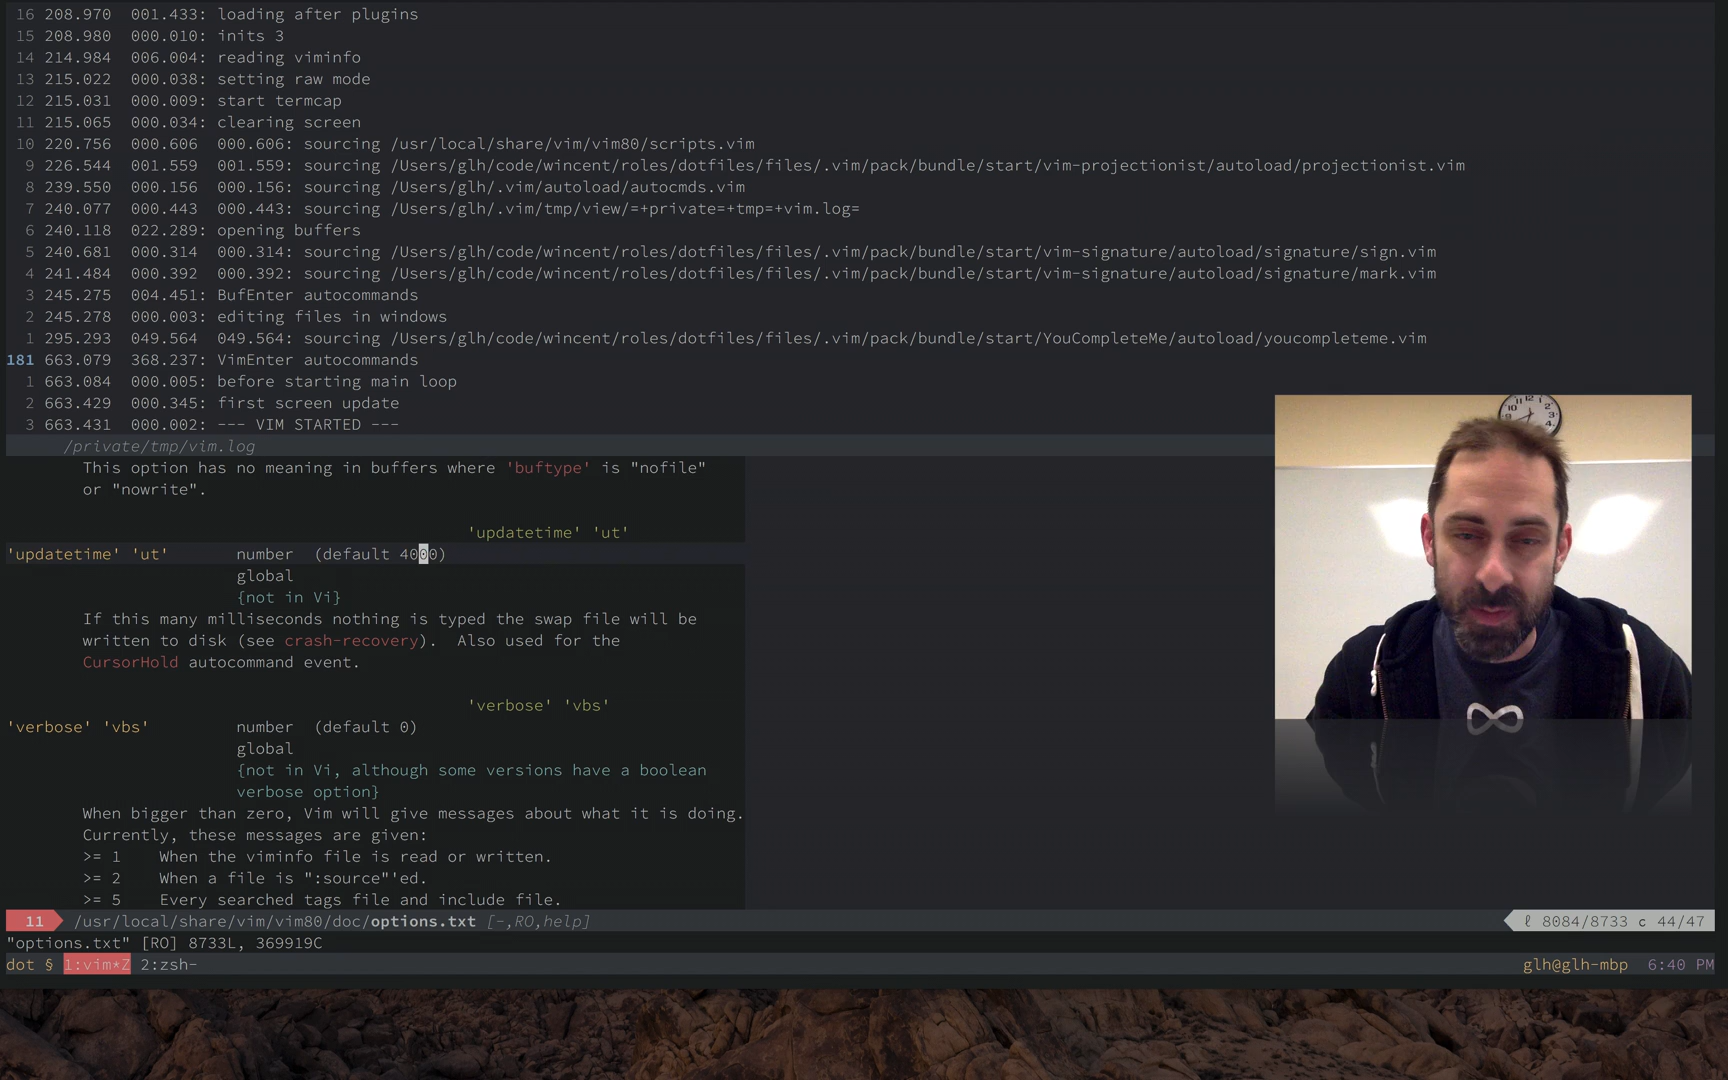 16 208.970  001.433: loading after plugins
15 208.980  000.010: inits 3
14 214.984  006.004: reading viminfo
13 215.022  000.038: setting raw mode
12 215.031  000.009: start termcap
11 215.065  000.034: clearing screen
10 220.756  000.606  000.606: sourcing /usr/local/share/vim/vim80/scripts.vim
9 226.544  001.559  001.559: sourcing /Users/glh/code/wincent/roles/dotfiles/files/.vim/pack/bundle/start/vim-projectionist/autoload/projectionist.vim
8 239.550  000.156  000.156: sourcing /Users/glh/.vim/autoload/autocmds.vim
7 240.077  000.443  000.443: sourcing /Users/glh/.vim/tmp/view/=+private=+tmp=+vim.log=
6 240.118  022.289: opening buffers
5 240.681  000.314  000.314: sourcing /Users/glh/code/wincent/roles/dotfiles/files/.vim/pack/bundle/start/vim-signature/autoload/signature/sign.vim
4 241.484  000.392  000.392: sourcing /Users/glh/code/wincent/roles/dotfiles/files/.vim/pack/bundle/start/vim-signature/autoload/signature/mark.vim
3 245.275  004.451: BufEnter autocommands
2 245.278  000.003: editing files in windows
1 295.293  049.564  049.564: sourcing /Users/glh/code/wincent/roles/dotfiles/files/.vim/pack/bundle/start/YouCompleteMe/autoload/youcompleteme.vim
181 663.079  368.237: VimEnter autocommands
1 663.084  000.005: before starting main loop
2 663.429  000.345: first screen update
3 663.431  000.002: --- VIM STARTED ---
/private/tmp/vim.log
This option has no meaning in buffers where 'buftype' is "nofile"
or "nowrite".
'updatetime' 'ut'
'updatetime' 'ut'       number  (default 4000)
global
{not in Vi}
If this many milliseconds nothing is typed the swap file will be
written to disk (see crash-recovery).  Also used for the
CursorHold autocommand event.
'verbose' 'vbs'
'verbose' 'vbs'         number  (default 0)
global
{not in Vi, although some versions have a boolean
verbose option}
When bigger than zero, Vim will give messages about what it is doing.
Currently, these messages are given:
>= 1    When the viminfo file is read or written.
>= 2    When a file is ":source"'ed.
>= 5    Every searched tags file and include file.
11 /usr/local/share/vim/vim80/doc/options.txt [-,RO,help] ℓ 8084/8733 c 44/47
"options.txt" [RO] 8733L, 369919C
dot § 1:vim*Z 2:zsh- glh@glh-mbp 6:40 PM